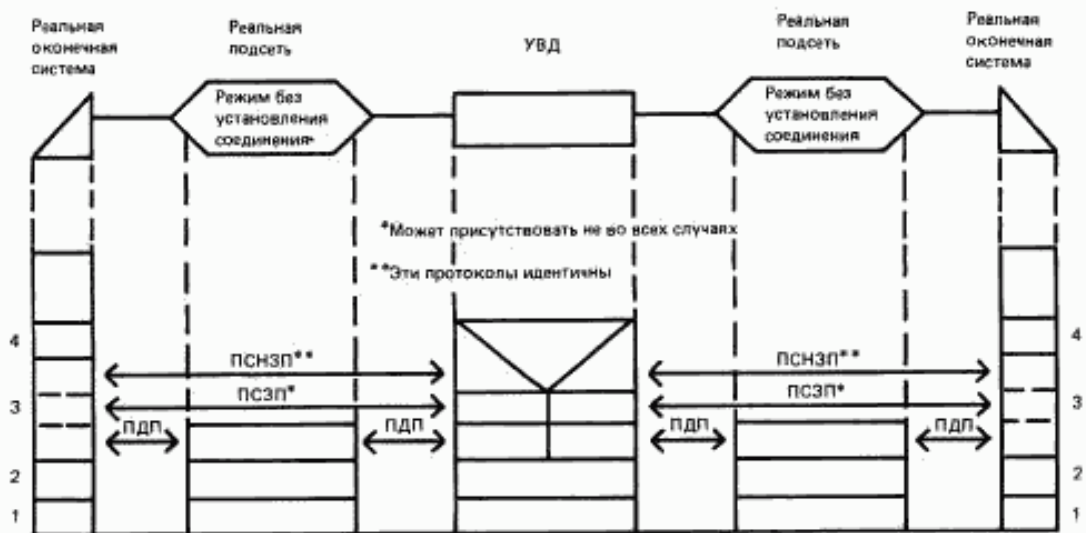 Реальная оконечная система
Реальная подсеть
УВД
Реальная подсеть
Реальная оконечная система
Режим без установления соединения*
Режим без установления соединения
*Может присутствовать не во всех случаях
**Эти протоколы идентичны
4
4
ПСНЗП**
ПСНЗП**
ПСЗП*
ПСЗП*
3
3
ПДП
ПДП
ПДП
ПДП
2
2
1
1